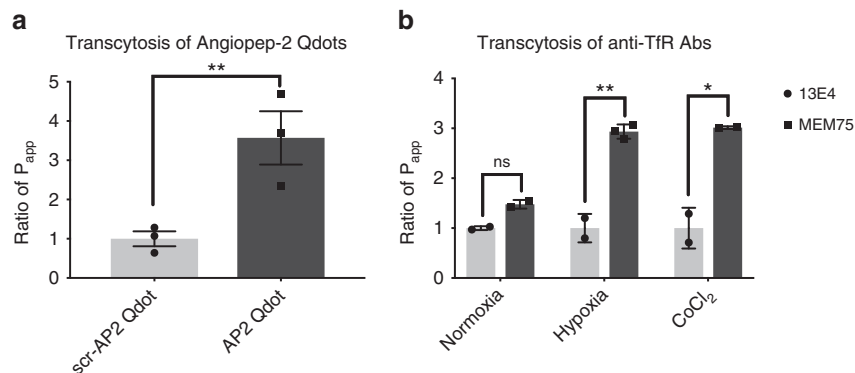 a
Transcytosis of Angiopep-2 Qdots
**
5
4
3
2
1
0
Ratio of Papp
scr-AP2 Qdot
AP2 Qdot
b
Transcytosis of anti-TfR Abs
4
3
2
1
0
Ratio of Papp
ns
**
*
Normoxia
Hypoxia
CoCl2
13E4
MEM75